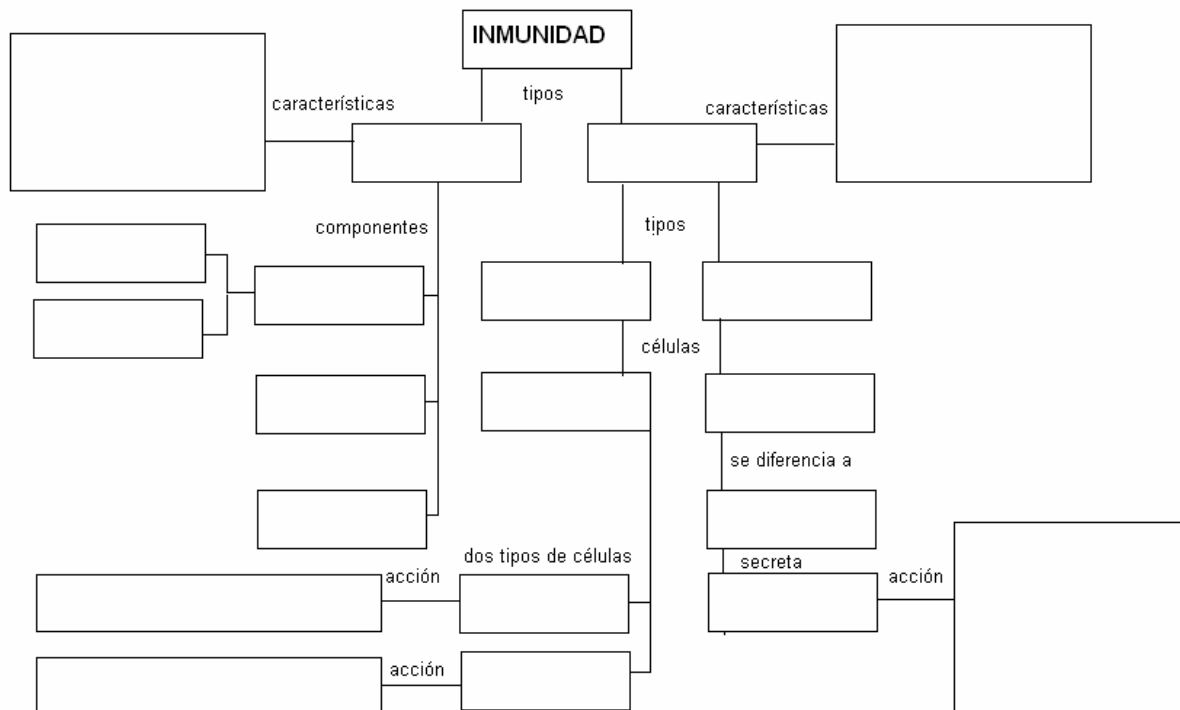 INMUNIDAD
tipos
características
características
componentes
tipos
células
se diferencia a
dos tipos de células
secreta
acción
acción
acción